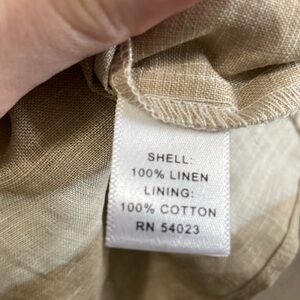 SHELL:
100% LINEN
LINING:
100% COTTON
RN 54023